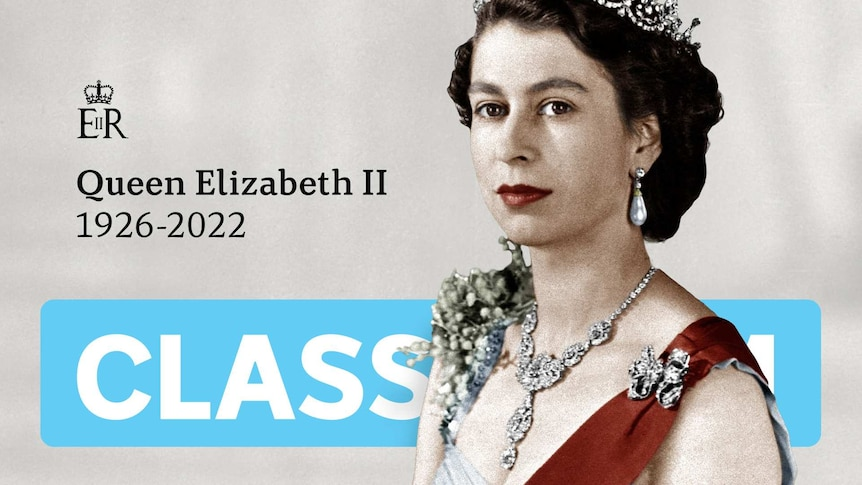 EIIR
Queen Elizabeth II
1926-2022
CLASS